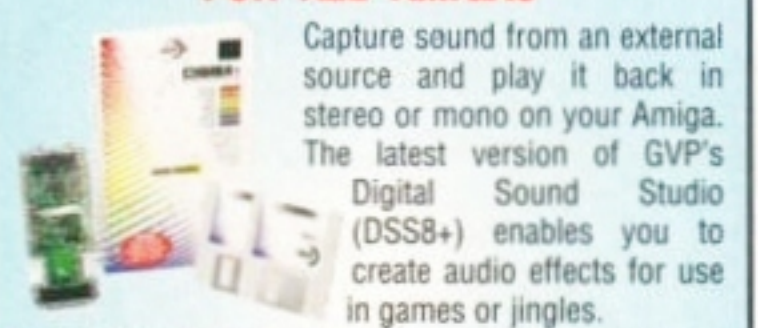 Capture sound from an external
source and play it back in
stereo or mono on your Amiga.
The latest version of GVP's
Digital Sound Studio
(DSS8+) enables you to
create audio effects for use
in games or jingles.